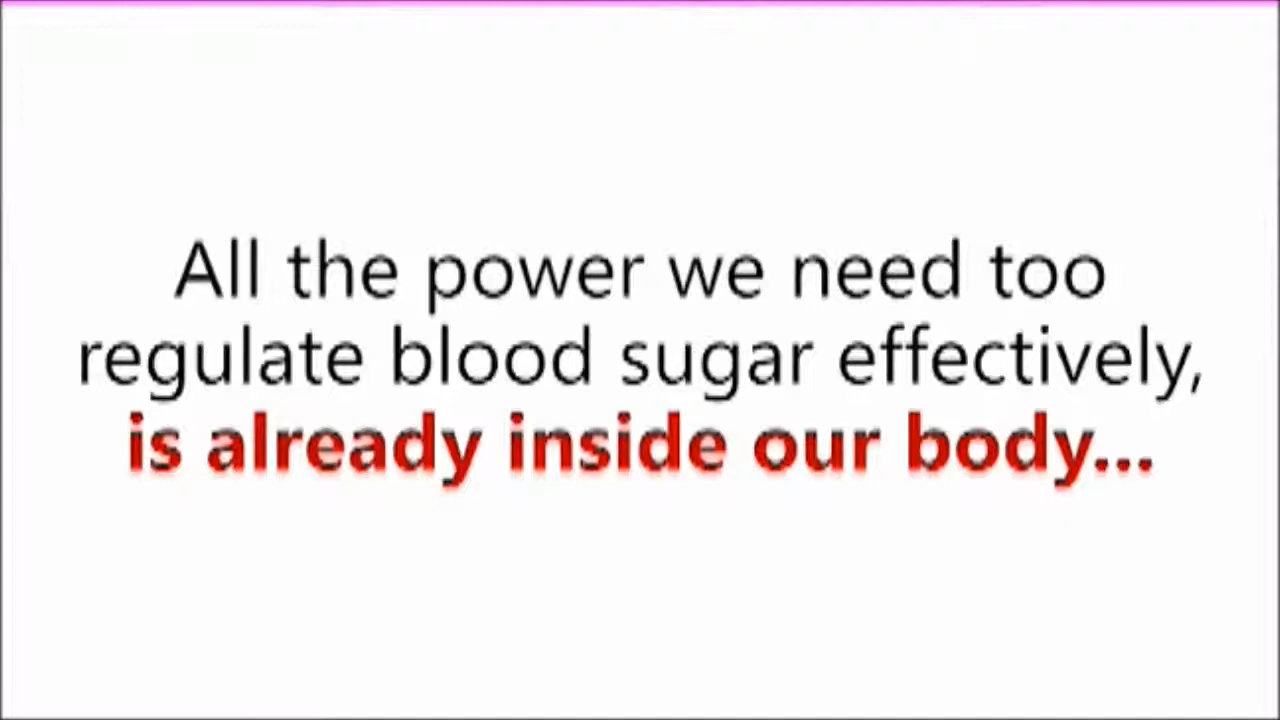 All the power we need too
regulate blood sugar effectively,
is already inside our body...